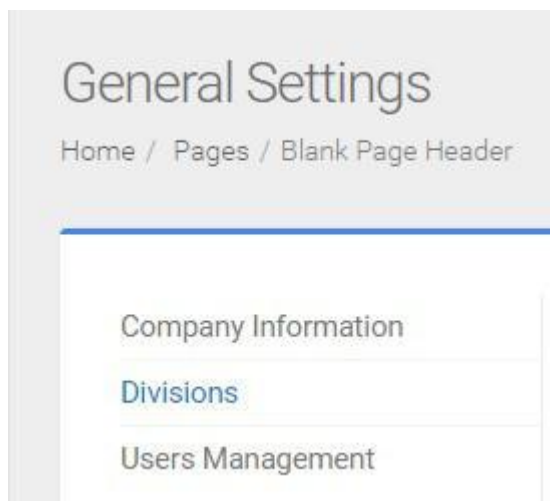 General Settings
Home / Pages / Blank Page Header
Company Information
Divisions
Users Management